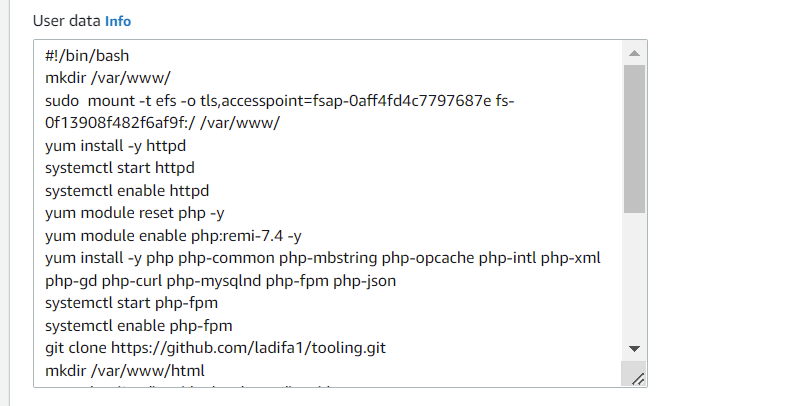 User data Info
#!/bin/bash
mkdir /var/www/
sudo  mount -t efs -o tls,accesspoint=fsap-0aff4fd4c7797687e fs-
0f13908f482f6af9f:/ /var/www/
yum install -y httpd
systemctl start httpd
systemctl enable httpd
yum module reset php -y
yum module enable php:remi-7.4 -y
yum install -y php php-common php-mbstring php-opcache php-intl php-xml
php-gd php-curl php-mysqlnd php-fpm php-json
systemctl start php-fpm
systemctl enable php-fpm
git clone https://github.com/ladifa1/tooling.git
mkdir /var/www/html